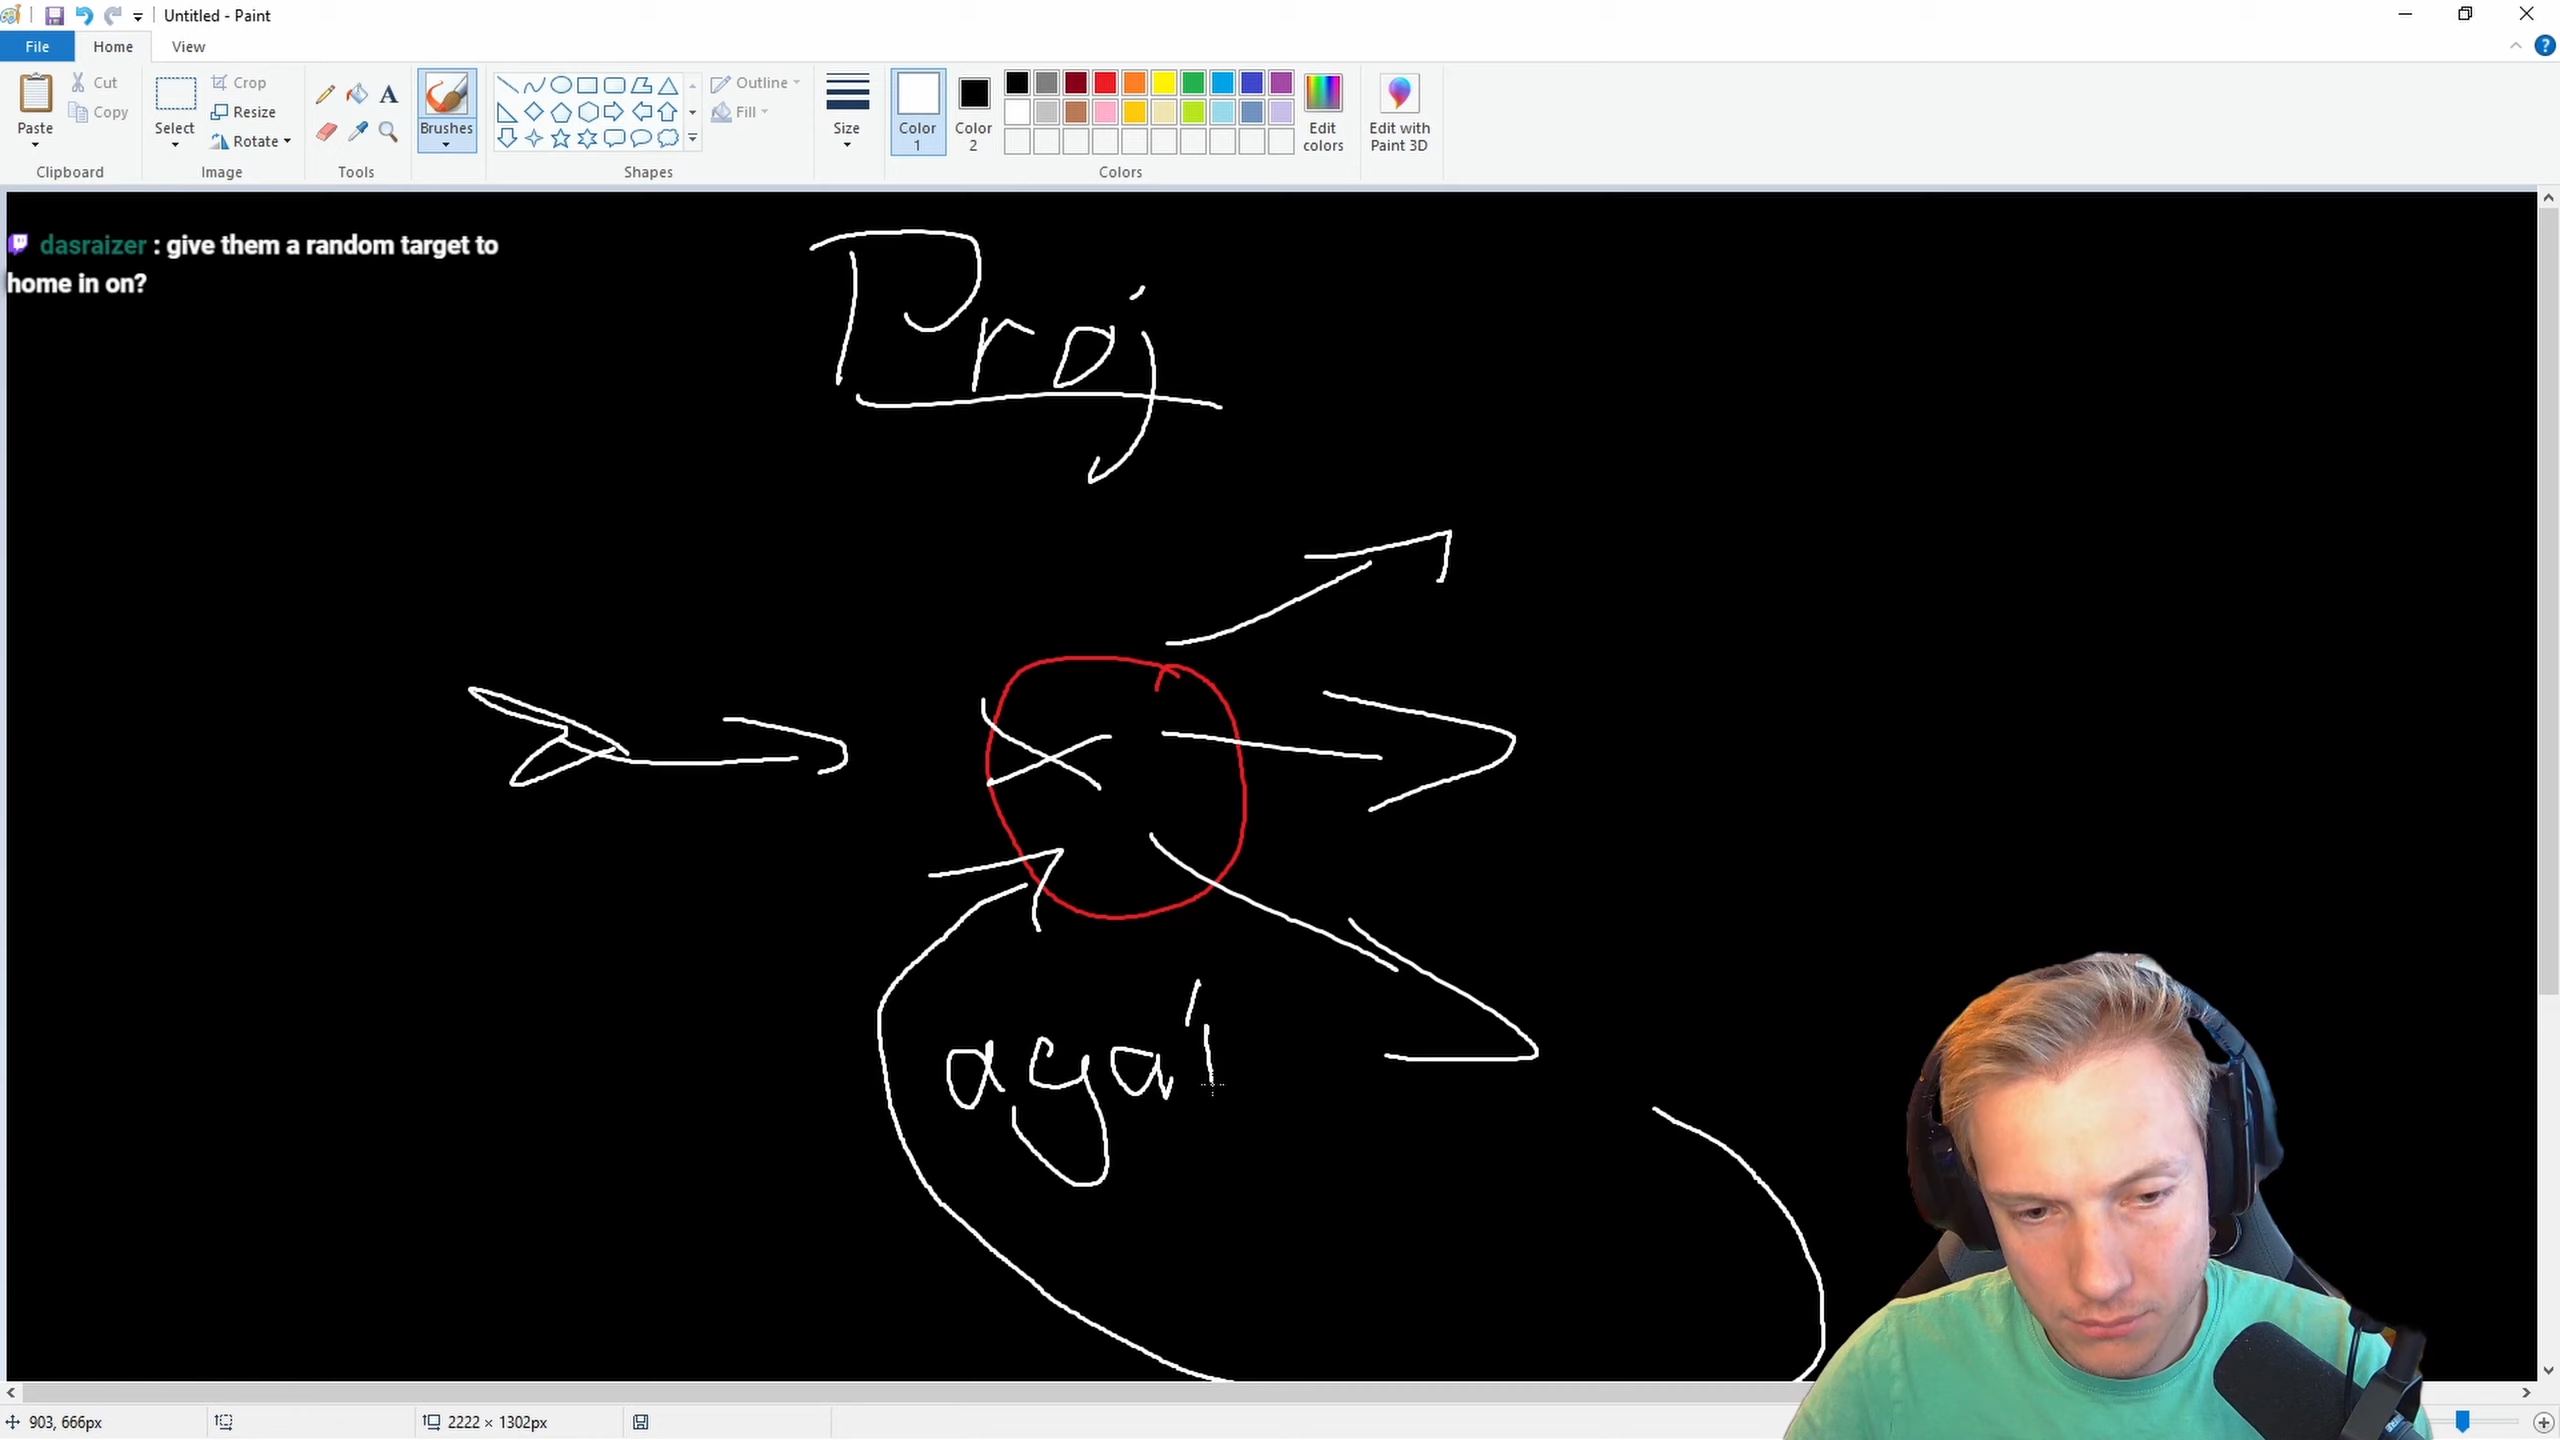 Untitled - Paint
File
Home
View
Paste
Cut
Copy
Clipboard
Select
Crop
Resize
Rotate
Image
Tools
Brushes
Shapes
Outline
Fill
Size
Color
1
Color
2
Edit
colors
Colors
Edit with
Paint 3D
dasraizer : give them a random target to
home in on?
Proj
agai
903, 666px
2222 × 1302px